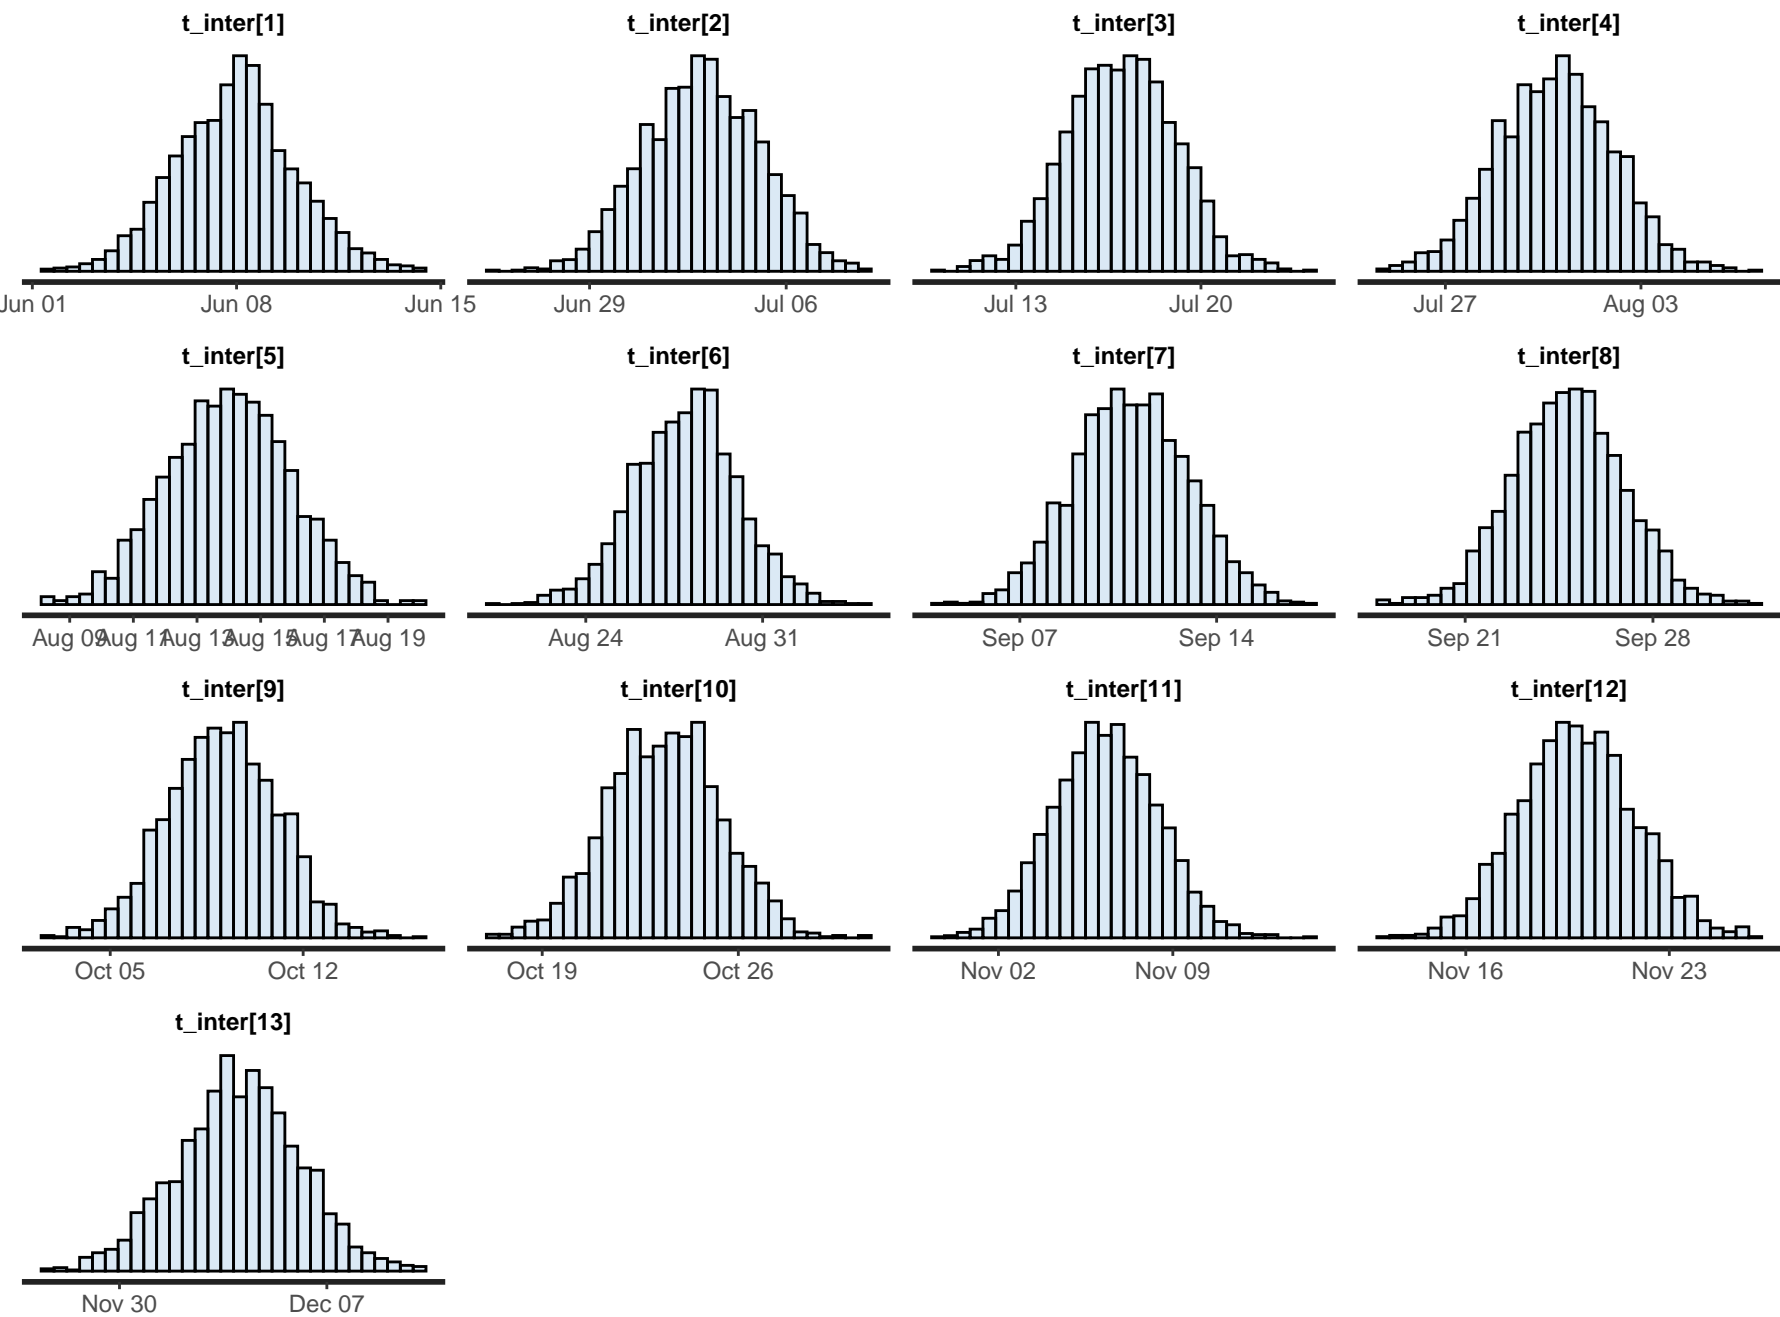 t_inter[1] t_inter[2] t_inter[3] t_inter[4]
Jun 01 Jun 08 Jun 15 Jun 29 Jul 06 Jul 13 Jul 20 Jul 27 Aug 03
t_inter[5] t_inter[6] t_inter[7] t_inter[8]
Aug 09 Aug 11 Aug 13 Aug 15 Aug 17 Aug 19 Aug 24 Aug 31 Sep 07 Sep 14 Sep 21 Sep 28
t_inter[9] t_inter[10] t_inter[11] t_inter[12]
Oct 05 Oct 12 Oct 19 Oct 26 Nov 02 Nov 09 Nov 16 Nov 23
t_inter[13]
Nov 30 Dec 07